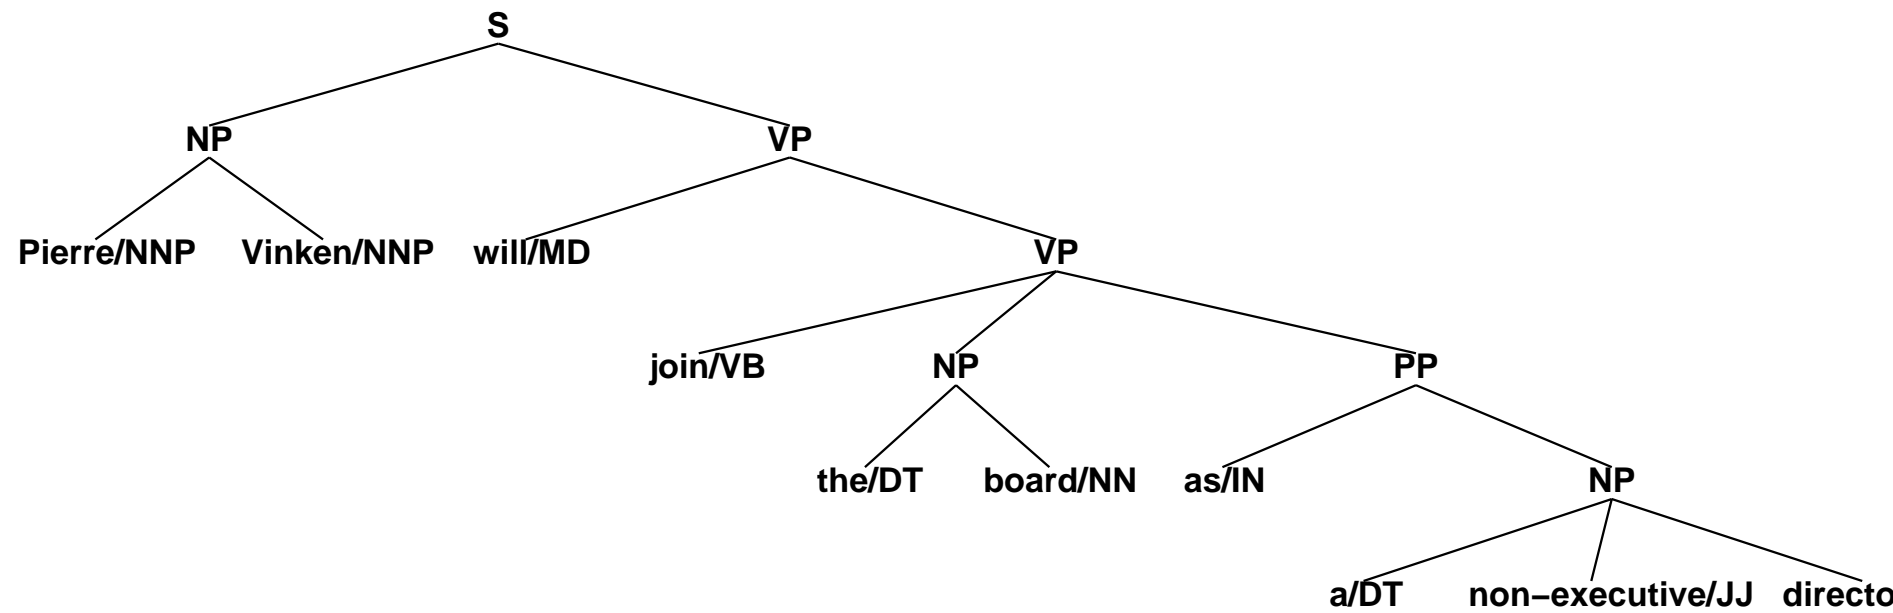 S
NP VP
Pierre/NNP Vinken/NNP will/MD VP
join/VB NP PP
the/DT board/NN as/IN NP
a/DT non−executive/JJ directo